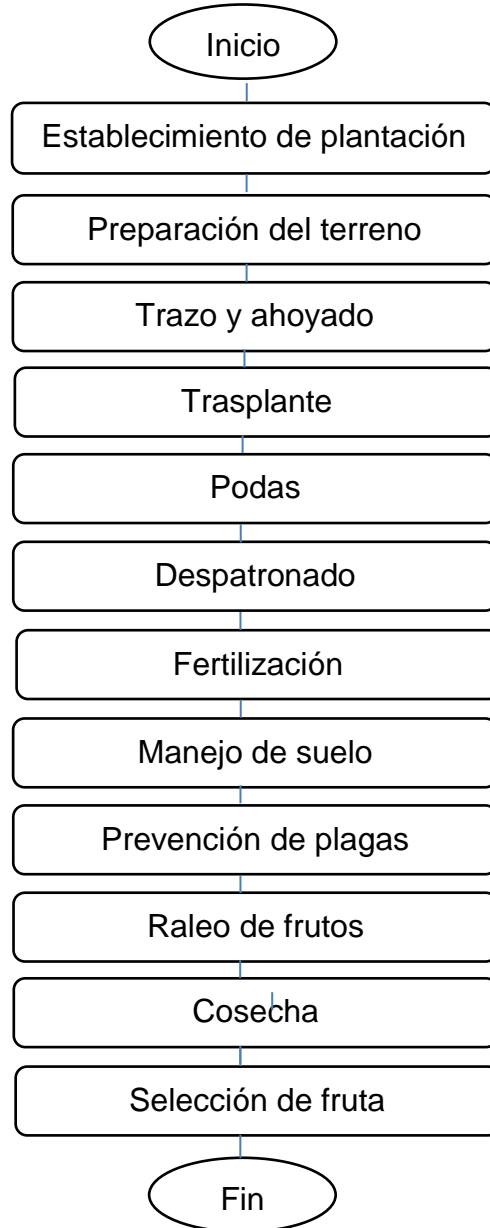 Inicio
Establecimiento de plantación
Preparación del terreno
Trazo y ahoyado
Trasplante
Podas
Despatronado
Fertilización
Manejo de suelo
Prevención de plagas
Raleo de frutos
Cosecha
Selección de fruta
Fin